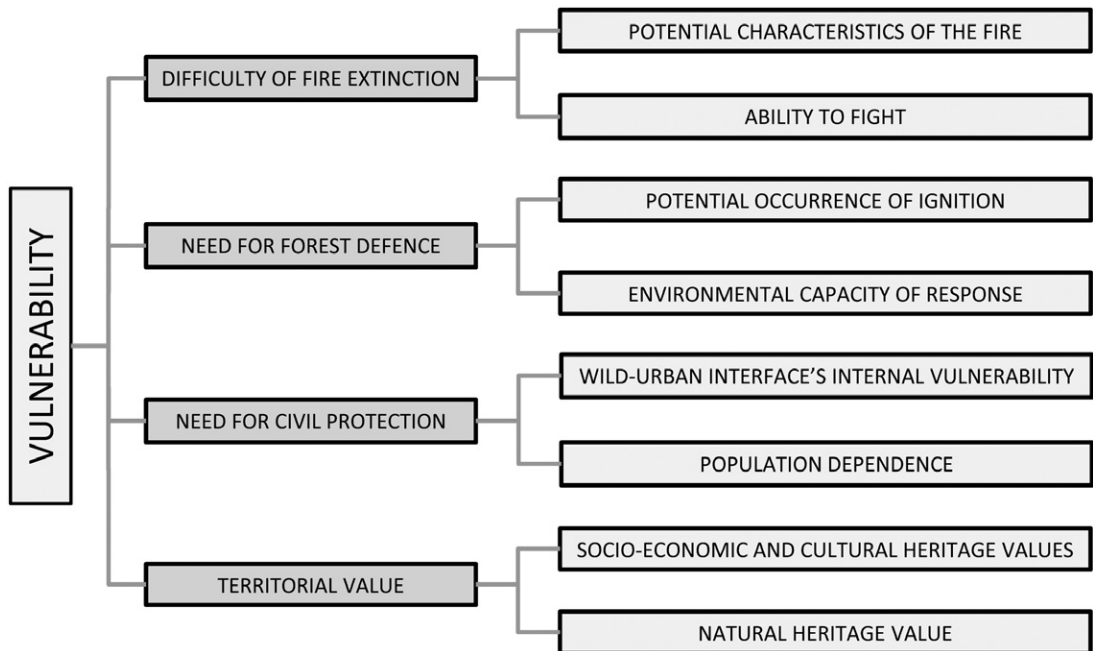 VULNERABILITY
DIFFICULTY OF FIRE EXTINCTION
POTENTIAL CHARACTERISTICS OF THE FIRE
ABILITY TO FIGHT
NEED FOR FOREST DEFENCE
POTENTIAL OCCURRENCE OF IGNITION
ENVIRONMENTAL CAPACITY OF RESPONSE
NEED FOR CIVIL PROTECTION
WILD-URBAN INTERFACE’S INTERNAL VULNERABILITY
POPULATION DEPENDENCE
TERRITORIAL VALUE
SOCIO-ECONOMIC AND CULTURAL HERITAGE VALUES
NATURAL HERITAGE VALUE